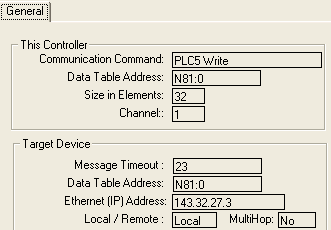 General
This Controller
Communication Command: PLC5 Write
Data Table Address: N81:0
Size in Elements: 32
Channel:: 1
Target Device
Message Timeout : 23
Data Table Address: N81:0
Ethernet (IP) Address: 143.32.27.3
Local / Remote : Local MultiHop: No